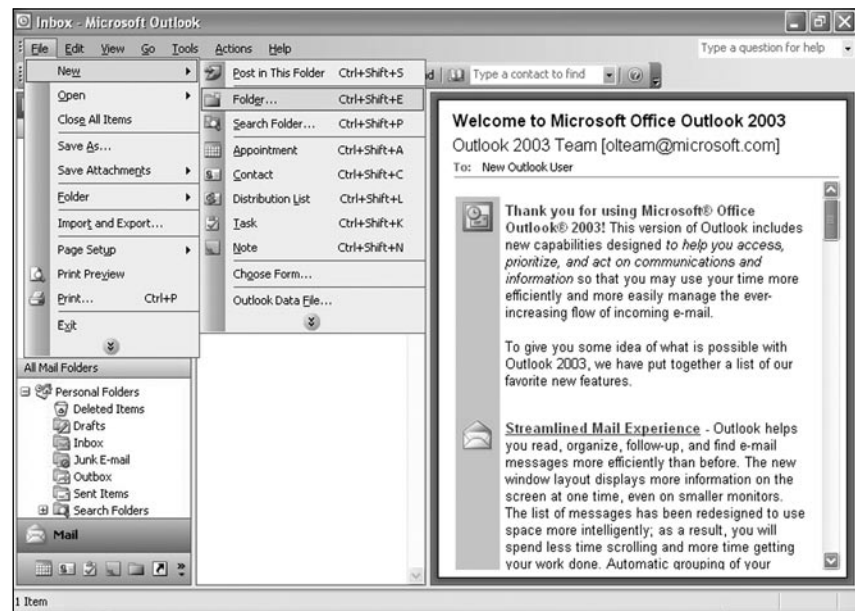 Inbox - Microsoft Outlook
File Edit View Go Tools Actions Help
Type a question for help
Type a contact to find
New
Open
Close All Items
Save As...
Save Attachments
Folder
Import and Export...
Page Setup
Print Preview
Print... Ctrl+P
Exit
Post in This Folder Ctrl+Shift+S
Folder... Ctrl+Shift+E
Search Folder... Ctrl+Shift+P
Appointment Ctrl+Shift+A
Contact Ctrl+Shift+C
Distribution List Ctrl+Shift+L
Task Ctrl+Shift+K
Note Ctrl+Shift+N
Choose Form...
Outlook Data File...
All Mail Folders
Personal Folders
Deleted Items
Drafts
Inbox
Junk E-mail
Outbox
Sent Items
Search Folders
Mail
Welcome to Microsoft Office Outlook 2003
Outlook 2003 Team [olteam@microsoft.com]
To: New Outlook User
Thank you for using Microsoft® Office
Outlook® 2003! This version of Outlook includes
new capabilities designed to help you access,
prioritize, and act on communications and
information so that you may use your time more
efficiently and more easily manage the ever-
increasing flow of incoming e-mail.
To give you some idea of what is possible with
Outlook 2003, we have put together a list of our
favorite new features.
Streamlined Mail Experience - Outlook helps
you read, organize, follow-up, and find e-mail
messages more efficiently than before. The new
window layout displays more information on the
screen at one time, even on smaller monitors.
The list of messages has been redesigned to use
space more intelligently; as a result, you will
spend less time scrolling and more time getting
your work done. Automatic grouping of your
1 Item